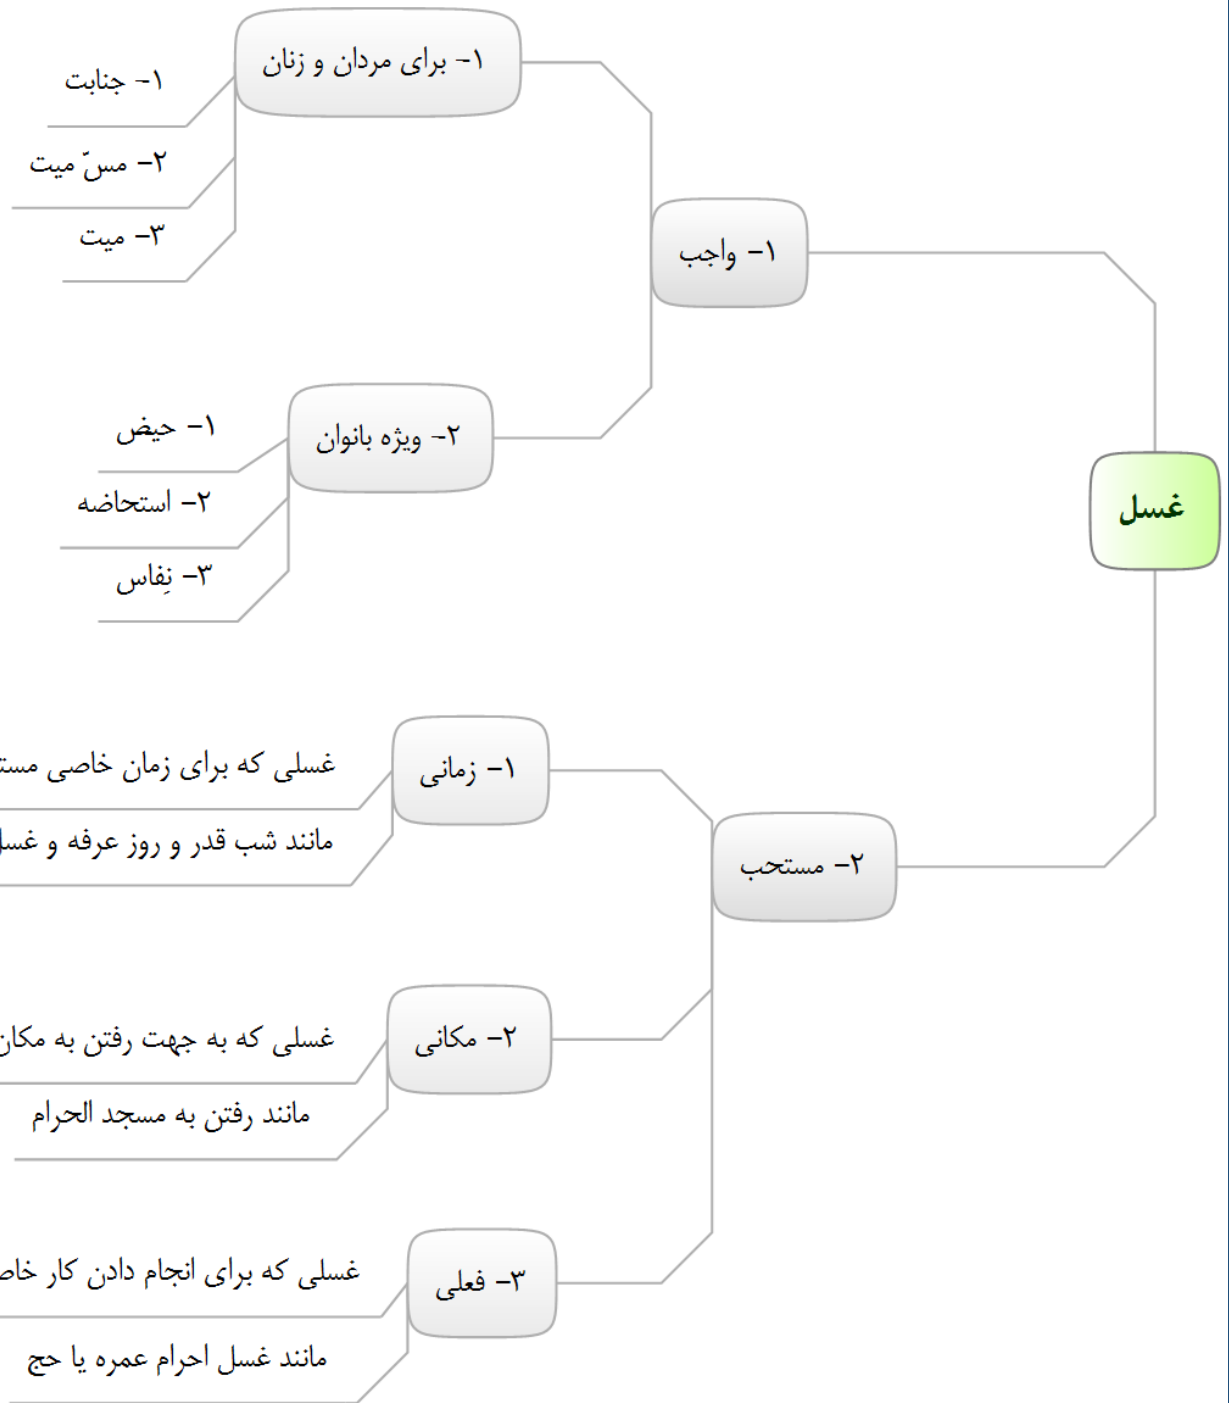 غسل
۱- واجب
۱- برای مردان و زنان
۱- جنابت
۲- مسّ میت
۳- میت
۲- ویژه بانوان
۱- حیض
۲- استحاضه
۳- نِفاس
۲- مستحب
۱- زمانی
غسلی که برای زمان خاصی
مانند شب قدر و روز عرفه و
۲- مکانی
غسلی که به جهت رفتن به
مانند رفتن به مسجد الحرام
۳- فعلی
غسلی که برای انجام دادن کار
مانند غسل احرام عمره یا حج